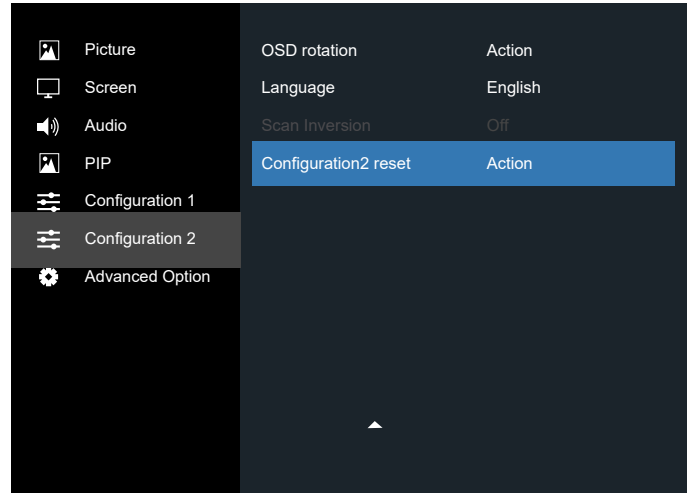 Picture
Screen
Audio
PIP
Configuration 1
Configuration 2
Advanced Option
OSD rotation Action
Language English
Scan Inversion Off
Configuration2 reset Action